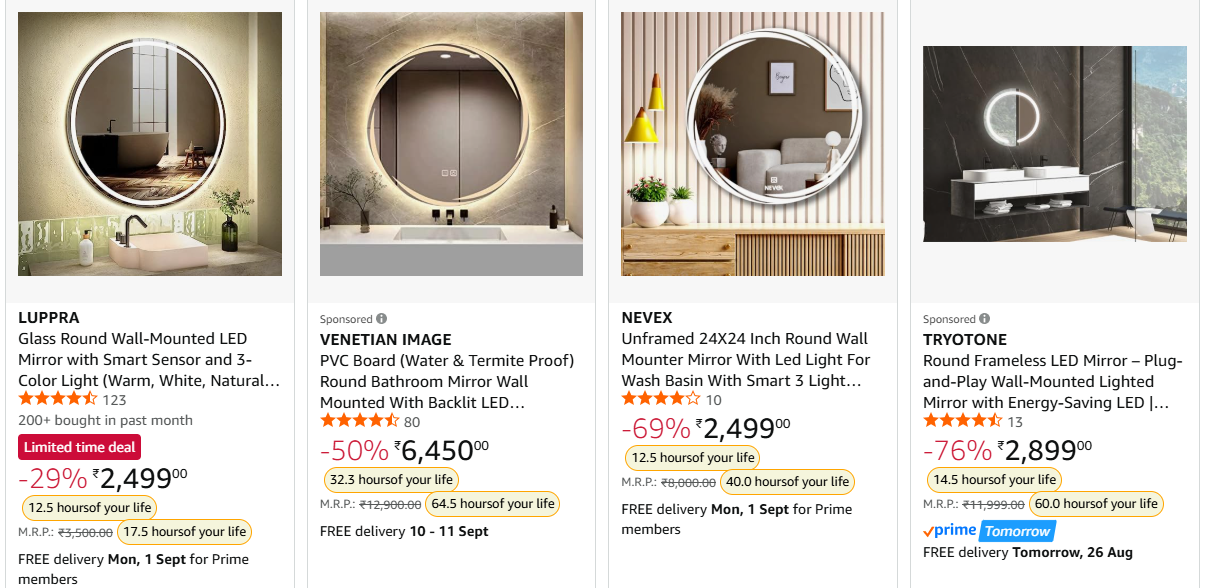 Bonjour
NEVEX
LUPPRA
Glass Round Wall-Mounted LED
Mirror with Smart Sensor and 3-
Color Light (Warm, White, Natural...
123
200+ bought in past month
Limited time deal
-29% ₹2,49900
12.5 hoursof your life
M.R.P.: ₹3,500.00 17.5 hoursof your life
FREE delivery Mon, 1 Sept for Prime
members
Sponsored
VENETIAN IMAGE
PVC Board (Water & Termite Proof)
Round Bathroom Mirror Wall
Mounted With Backlit LED...
80
-50% ₹6,45000
32.3 hoursof your life
M.R.P.: ₹12,900.00 64.5 hoursof your life
FREE delivery 10 - 11 Sept
NEVEX
Unframed 24X24 Inch Round Wall
Mounter Mirror With Led Light For
Wash Basin With Smart 3 Light...
10
-69% ₹2,49900
12.5 hoursof your life
M.R.P.: ₹8,000.00 40.0 hoursof your life
FREE delivery Mon, 1 Sept for Prime
members
Sponsored
TRYOTONE
Round Frameless LED Mirror – Plug-
and-Play Wall-Mounted Lighted
Mirror with Energy-Saving LED |...
13
-76% ₹2,89900
14.5 hoursof your life
M.R.P.: ₹11,999.00 60.0 hoursof your life
prime Tomorrow
FREE delivery Tomorrow, 26 Aug